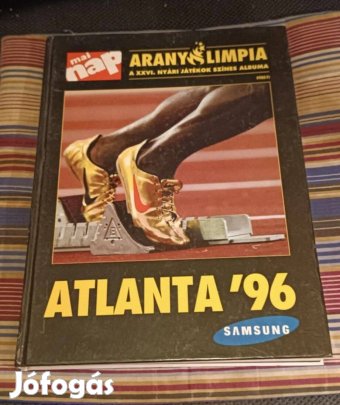 mai
nap
ARANYOLIMPIA
A XXVI. NYÁRI JÁTÉKOK SZÍNES ALBUMA
ATLANTA '96
SAMSUNG
Jófogás